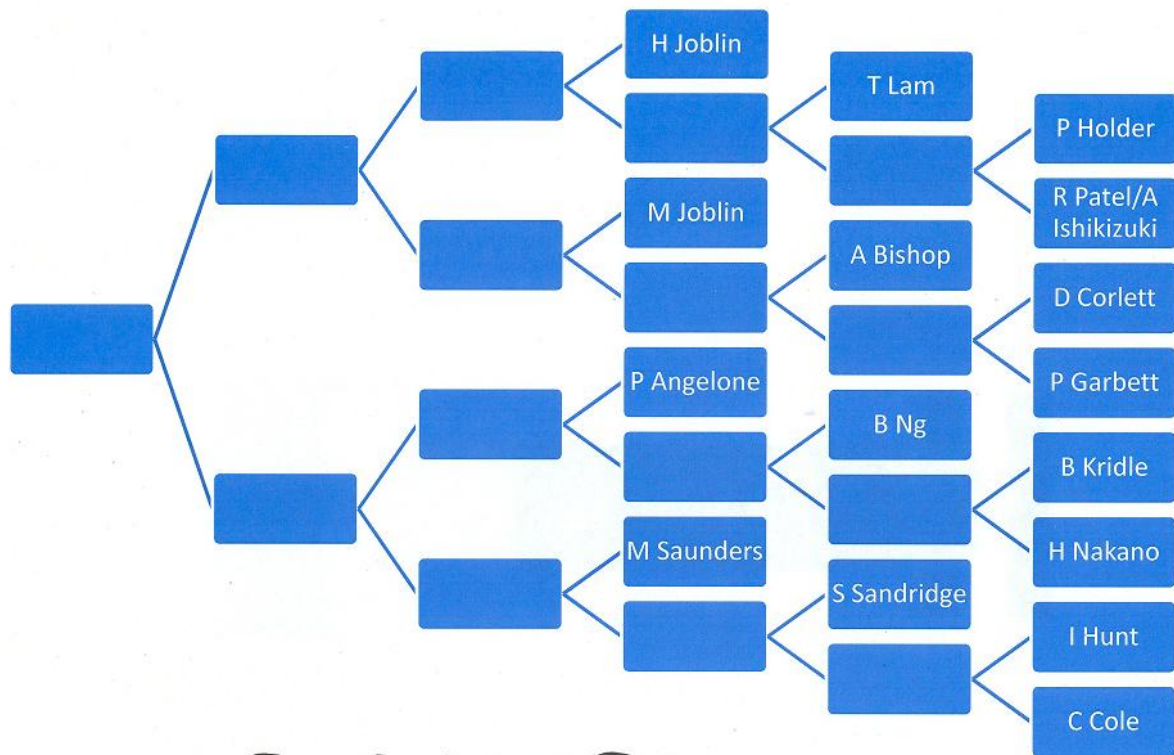 H Joblin
T Lam
P Holder
R Patel/A
Ishikizuki
M Joblin
A Bishop
D Corlett
P Garbett
P Angelone
B Ng
B Kridle
H Nakano
M Saunders
S Sandridge
I Hunt
C Cole